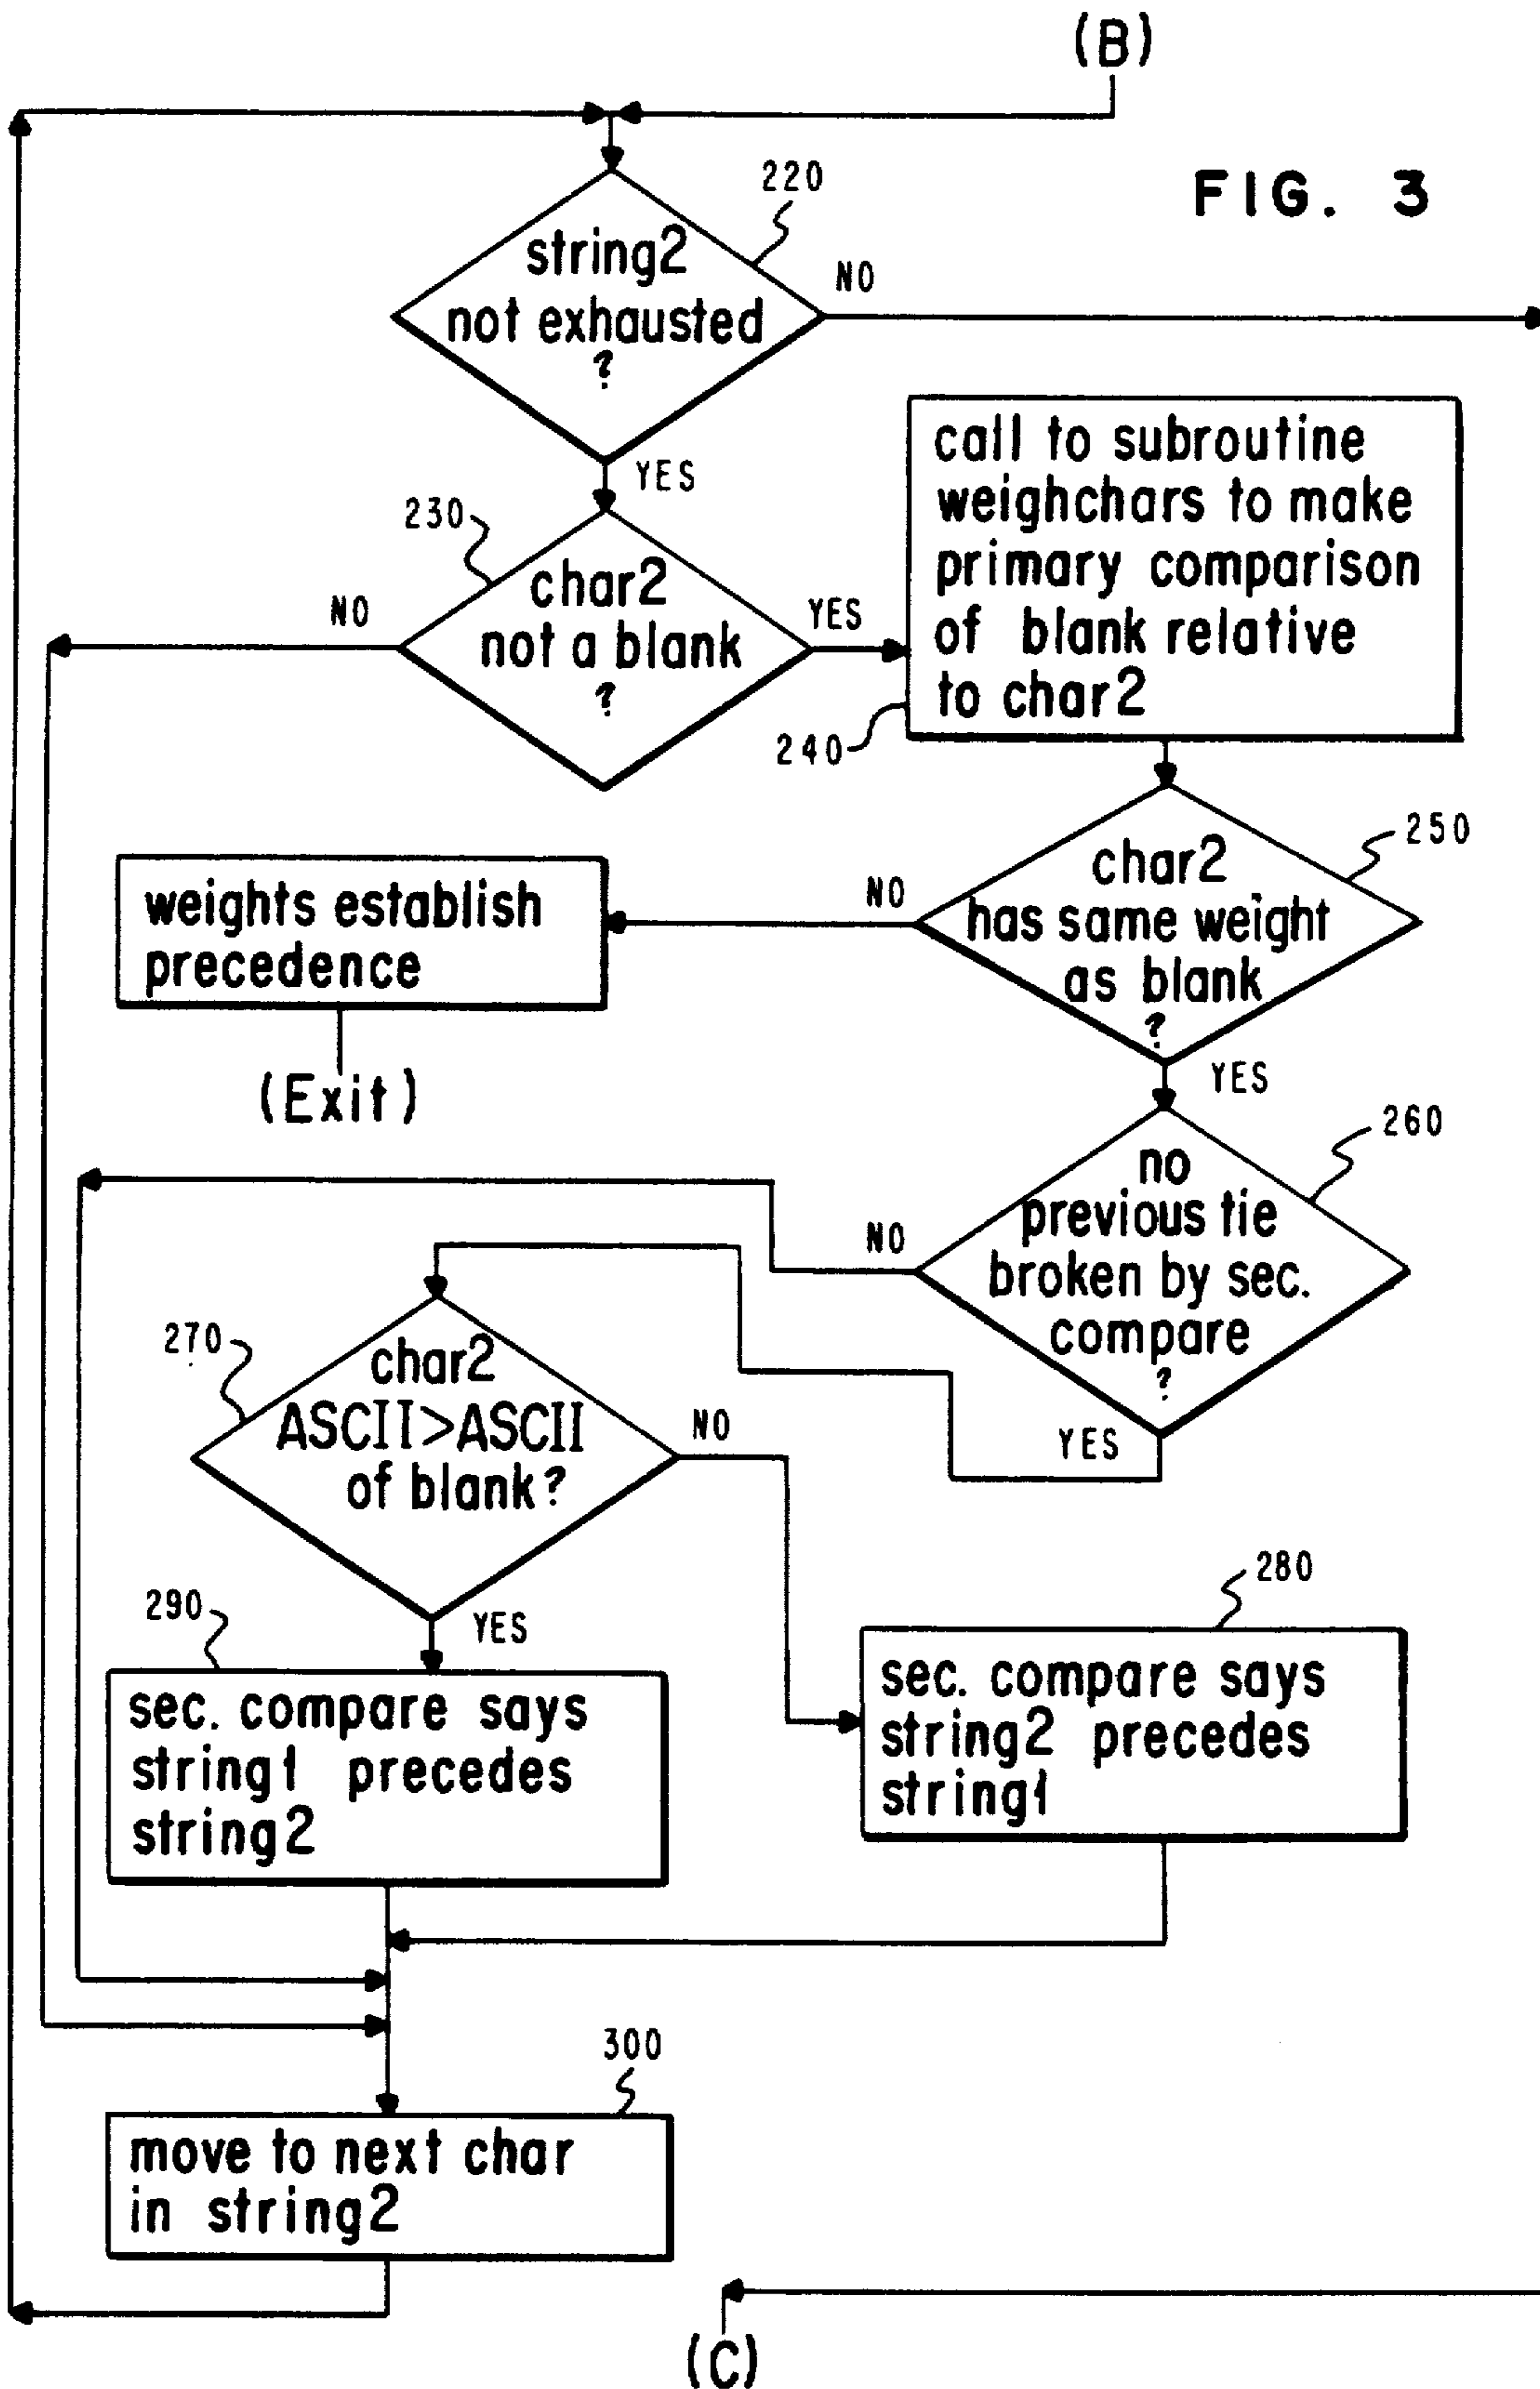 (B)
FIG. 3
220
string2
not exhausted
?
NO
YES
230
char2
not a blank
?
NO
YES
call to subroutine
weighchars to make
primary comparison
of blank relative
to char2
240
250
char2
has same weight
as blank
?
NO
YES
weights establish
precedence
(Exit)
260
no
previous tie
broken by sec.
compare
?
NO
YES
270
char2
ASCII>ASCII
of blank?
NO
YES
280
sec. compare says
string2 precedes
string1
290
sec. compare says
string1 precedes
string2
300
move to next char
in string2
(C)